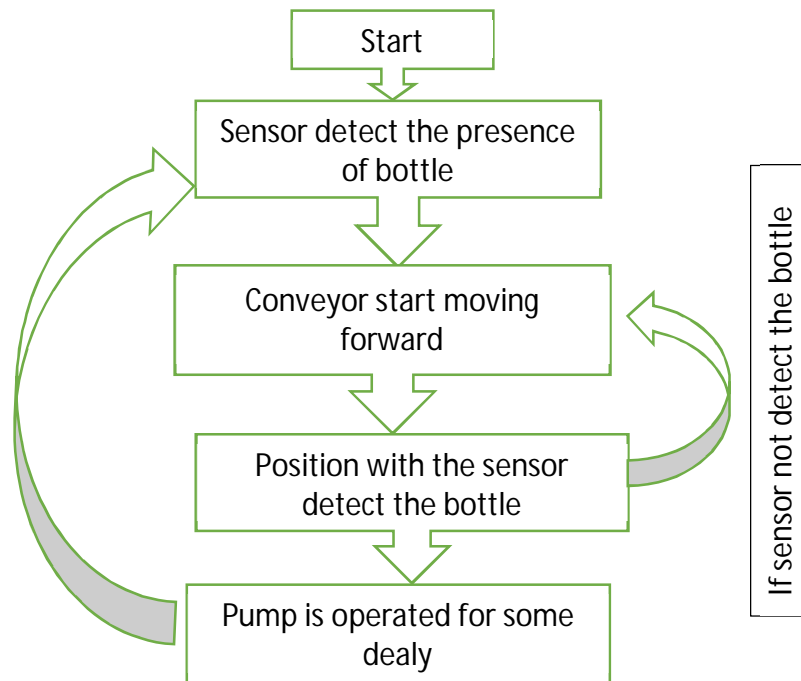 Start
Sensor detect the presence
of bottle
Conveyor start moving
forward
Position with the sensor
detect the bottle
If sensor not detect the bottle
Pump is operated for some
dealy